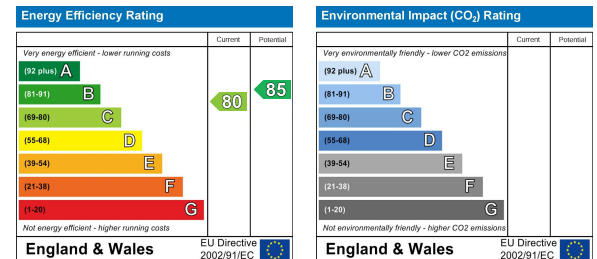 Energy Efficiency Rating
Current Potential
Very energy efficient - lower running costs
(92 plus) A
(81-91) B
(69-80) C
(55-68) D
(39-54) E
(21-38) F
(1-20) G
80
85
Not energy efficient - higher running costs
England & Wales
EU Directive
2002/91/EC
Environmental Impact (CO₂) Rating
Current Potential
Very environmentally friendly - lower CO2 emissions
(92 plus) A
(81-91) B
(69-80) C
(55-68) D
(39-54) E
(21-38) F
(1-20) G
Not environmentally friendly - higher CO2 emissions
England & Wales
EU Directive
2002/91/EC